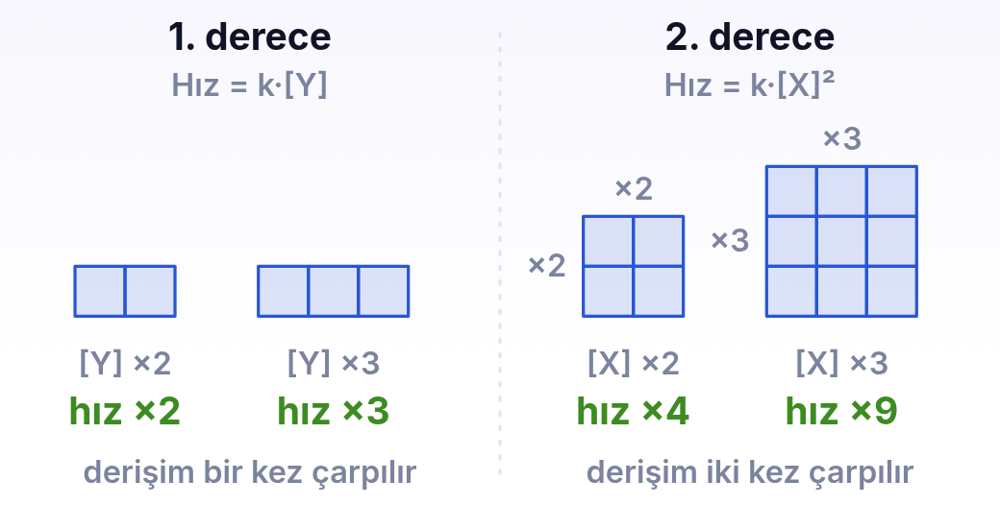 1. derece
Hız = k·[Y]
[Y] ×2
hız ×2
[Y] ×3
hız ×3
derişim bir kez çarpılır
2. derece
Hız = k·[X]²
×2
×2
×3
×3
[X] ×2
hız ×4
[X] ×3
hız ×9
derişim iki kez çarpılır